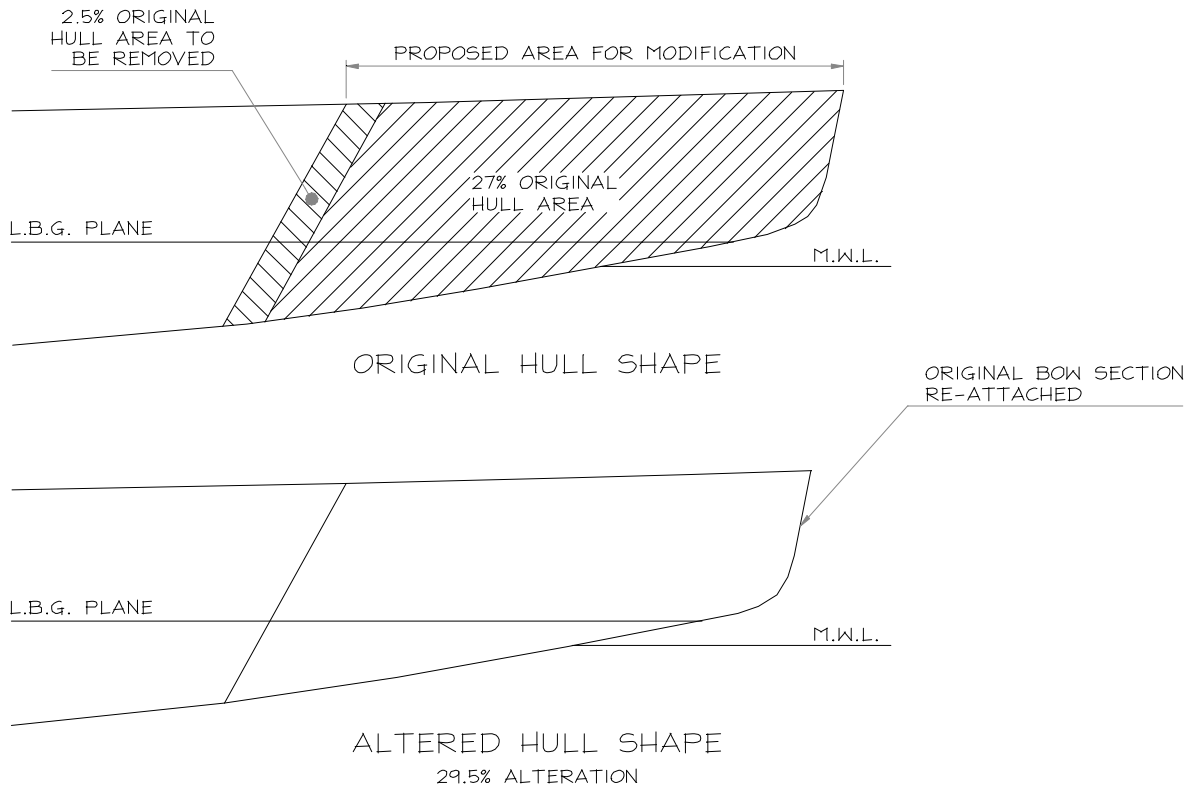 2.5% ORIGINAL
HULL AREA TO
BE REMOVED
PROPOSED AREA FOR MODIFICATION
27% ORIGINAL
HULL AREA
L.B.G. PLANE
M.W.L.
ORIGINAL HULL SHAPE
ORIGINAL BOW SECTION
RE-ATTACHED
L.B.G. PLANE
M.W.L.
ALTERED HULL SHAPE
29.5% ALTERATION